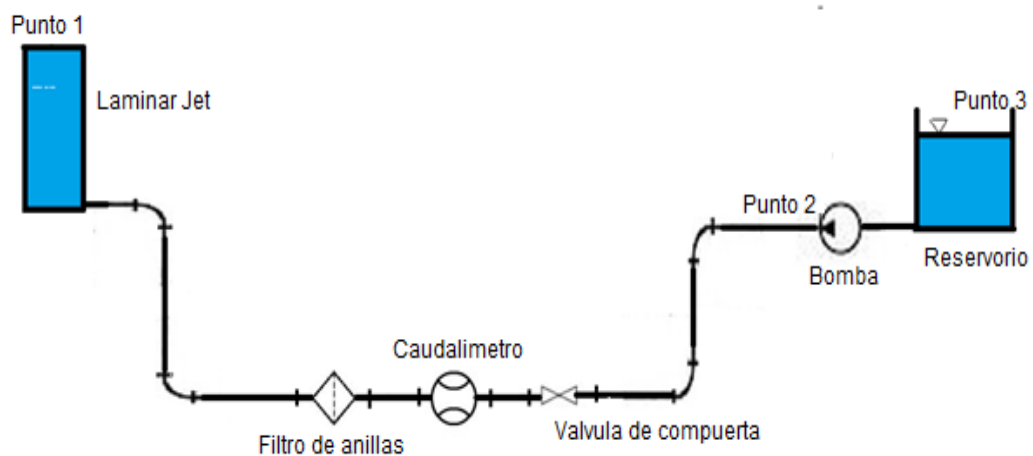 Punto 1
Laminar Jet
Punto 3
Punto 2
Reservorio
Bomba
Caudalimetro
Valvula de compuerta
Filtro de anillas